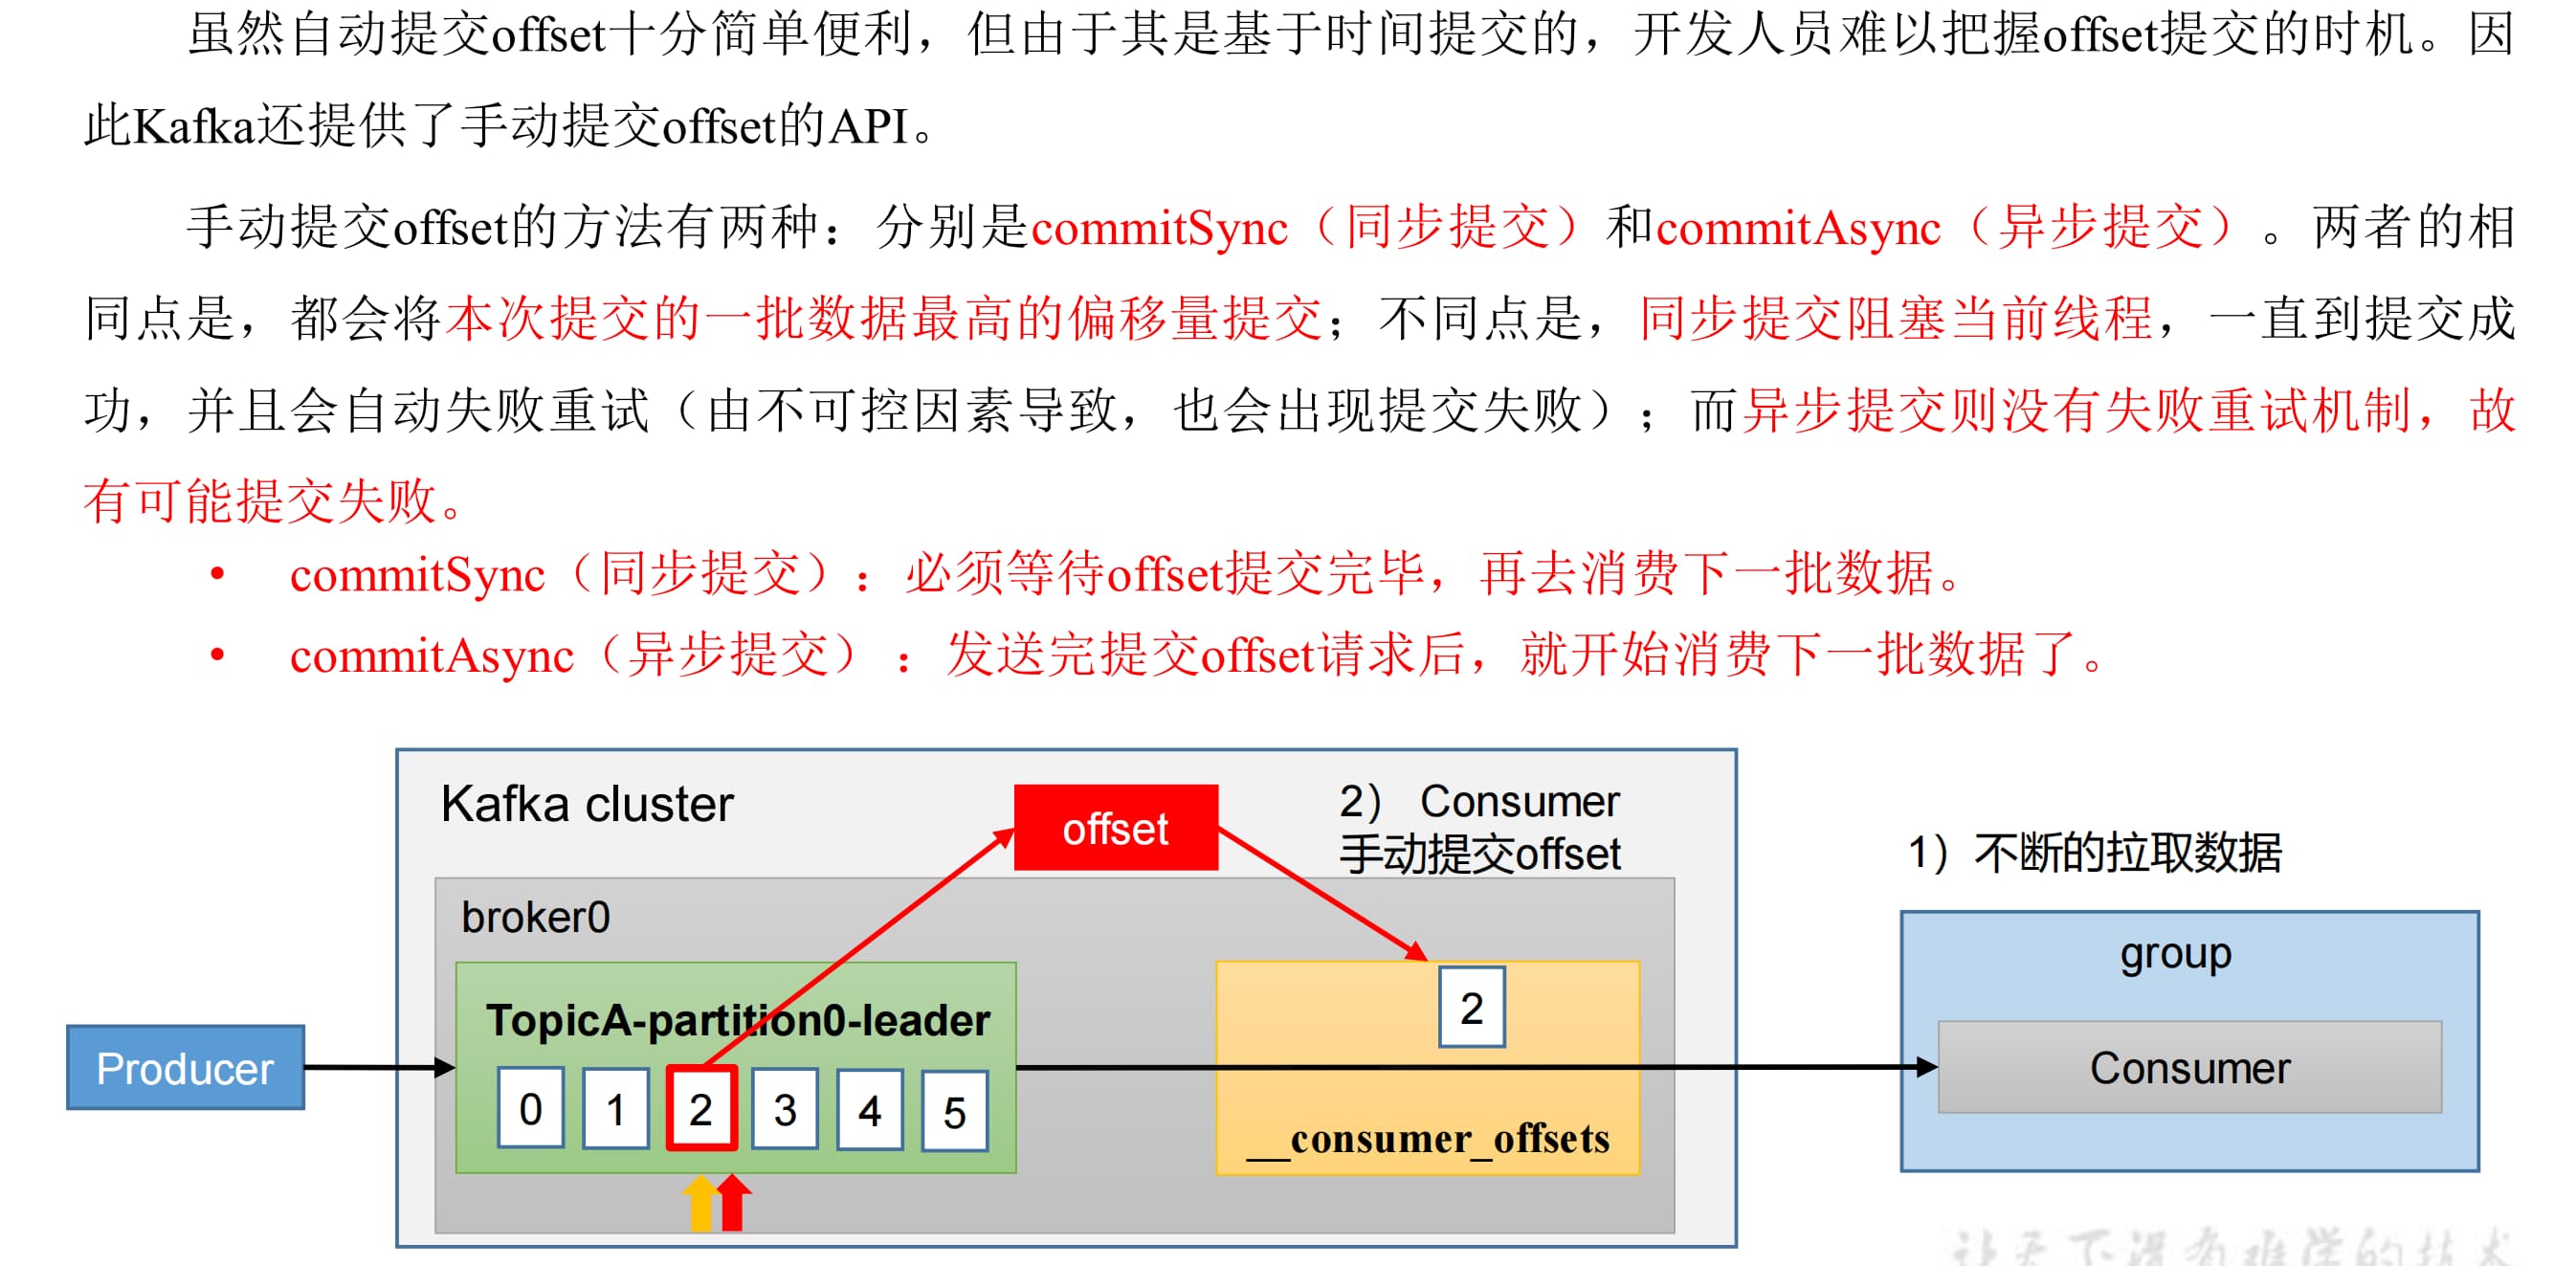 虽然自动提交offset十分简单便利，但由于其是基于时间提交的，开发人员难以把握offset提交的时机。因
此Kafka还提供了手动提交offset的API。
手动提交offset的方法有两种：分别是commitSync（同步提交）和commitAsync（异步提交）。两者的相
同点是，都会将本次提交的一批数据最高的偏移量提交；不同点是，同步提交阻塞当前线程，一直到提交成
功，并且会自动失败重试（由不可控因素导致，也会出现提交失败）；而异步提交则没有失败重试机制，故
有可能提交失败。
• commitSync（同步提交）：必须等待offset提交完毕，再去消费下一批数据。
• commitAsync（异步提交）：发送完提交offset请求后，就开始消费下一批数据了。
Kafka cluster
offset
2） Consumer
手动提交offset
1）不断的拉取数据
broker0
group
TopicA-partition0-leader
2
Producer
Consumer
0 1 2 3 4 5
__consumer_offsets
让天下没有难学的技术